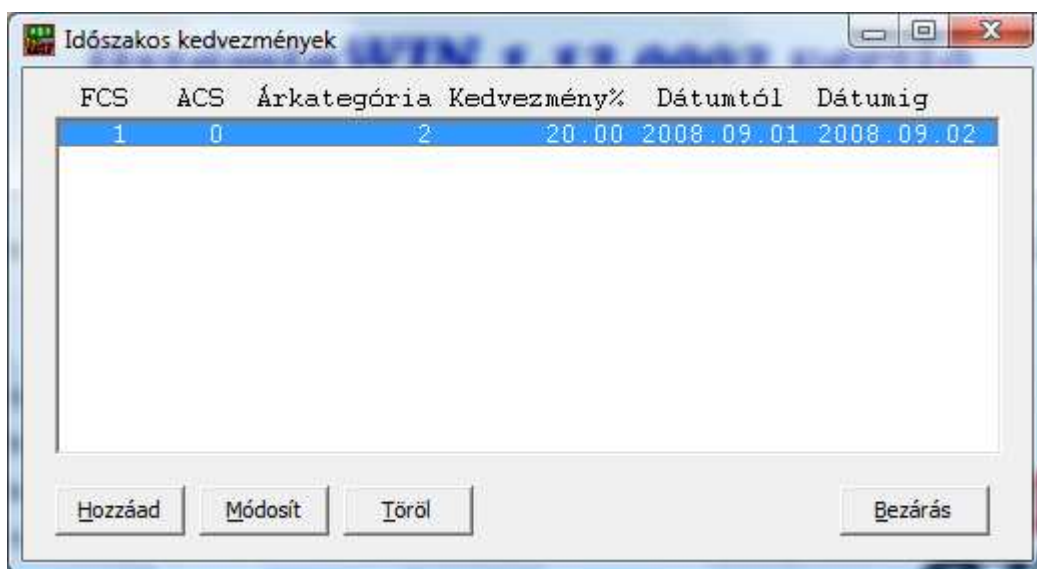 Időszakos kedvezmények
FCS ACS Árkategória Kedvezmény% Dátumtól Dátumig
1 0 2 20.00 2008.09.01 2008.09.02
Hozzáad Módosít Töröl Bezárás